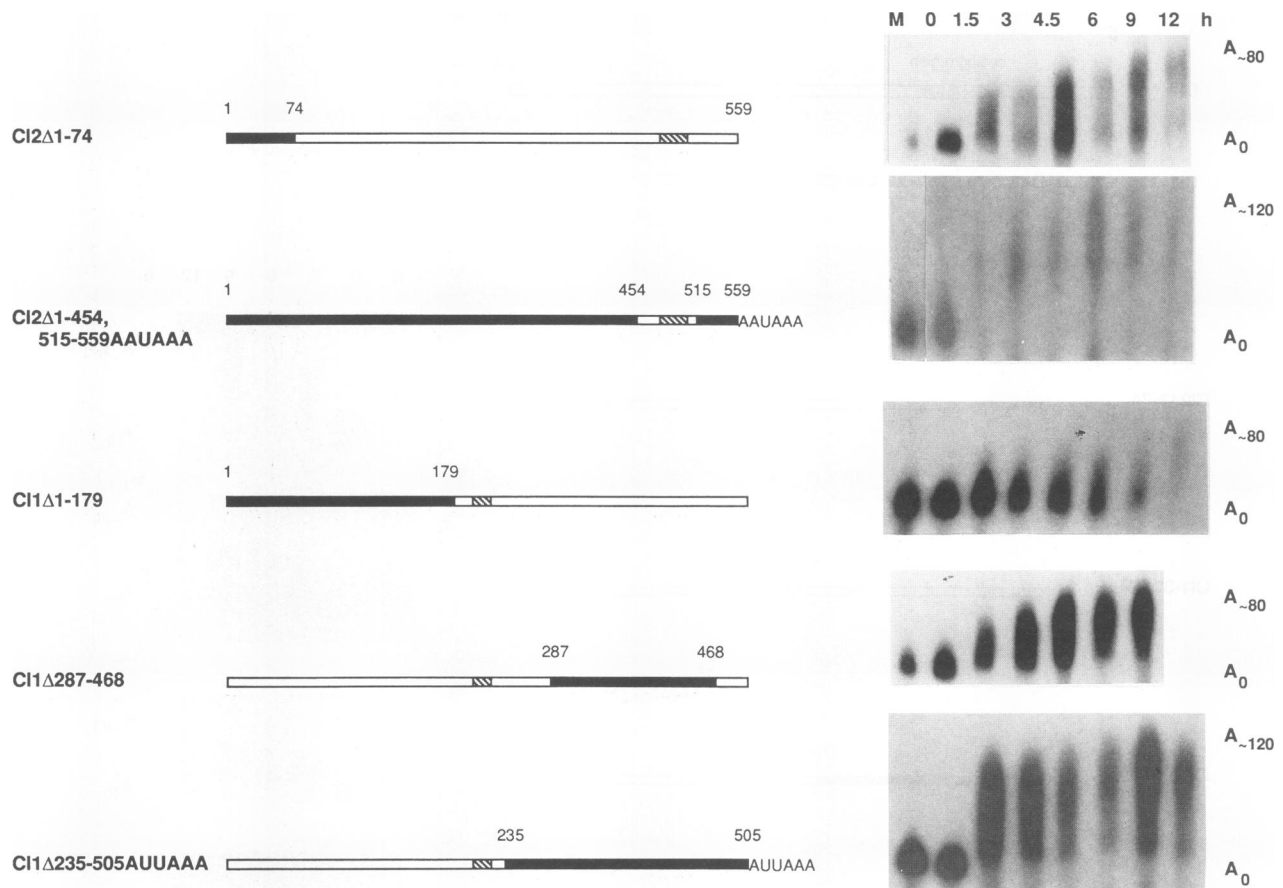 M 0 1.5 3 4.5 6 9 12 h
A~80
1 74 559
Cl2Δ1-74
A0
A~120
1 454 515 559
Cl2Δ1-454,
515-559AAUAAA
AAUAAA
A0
A~80
1 179
Cl1Δ1-179
A0
A~80
287 468
Cl1Δ287-468
A0
A~120
235 505
Cl1Δ235-505AUUAAA
AUUAAA
A0